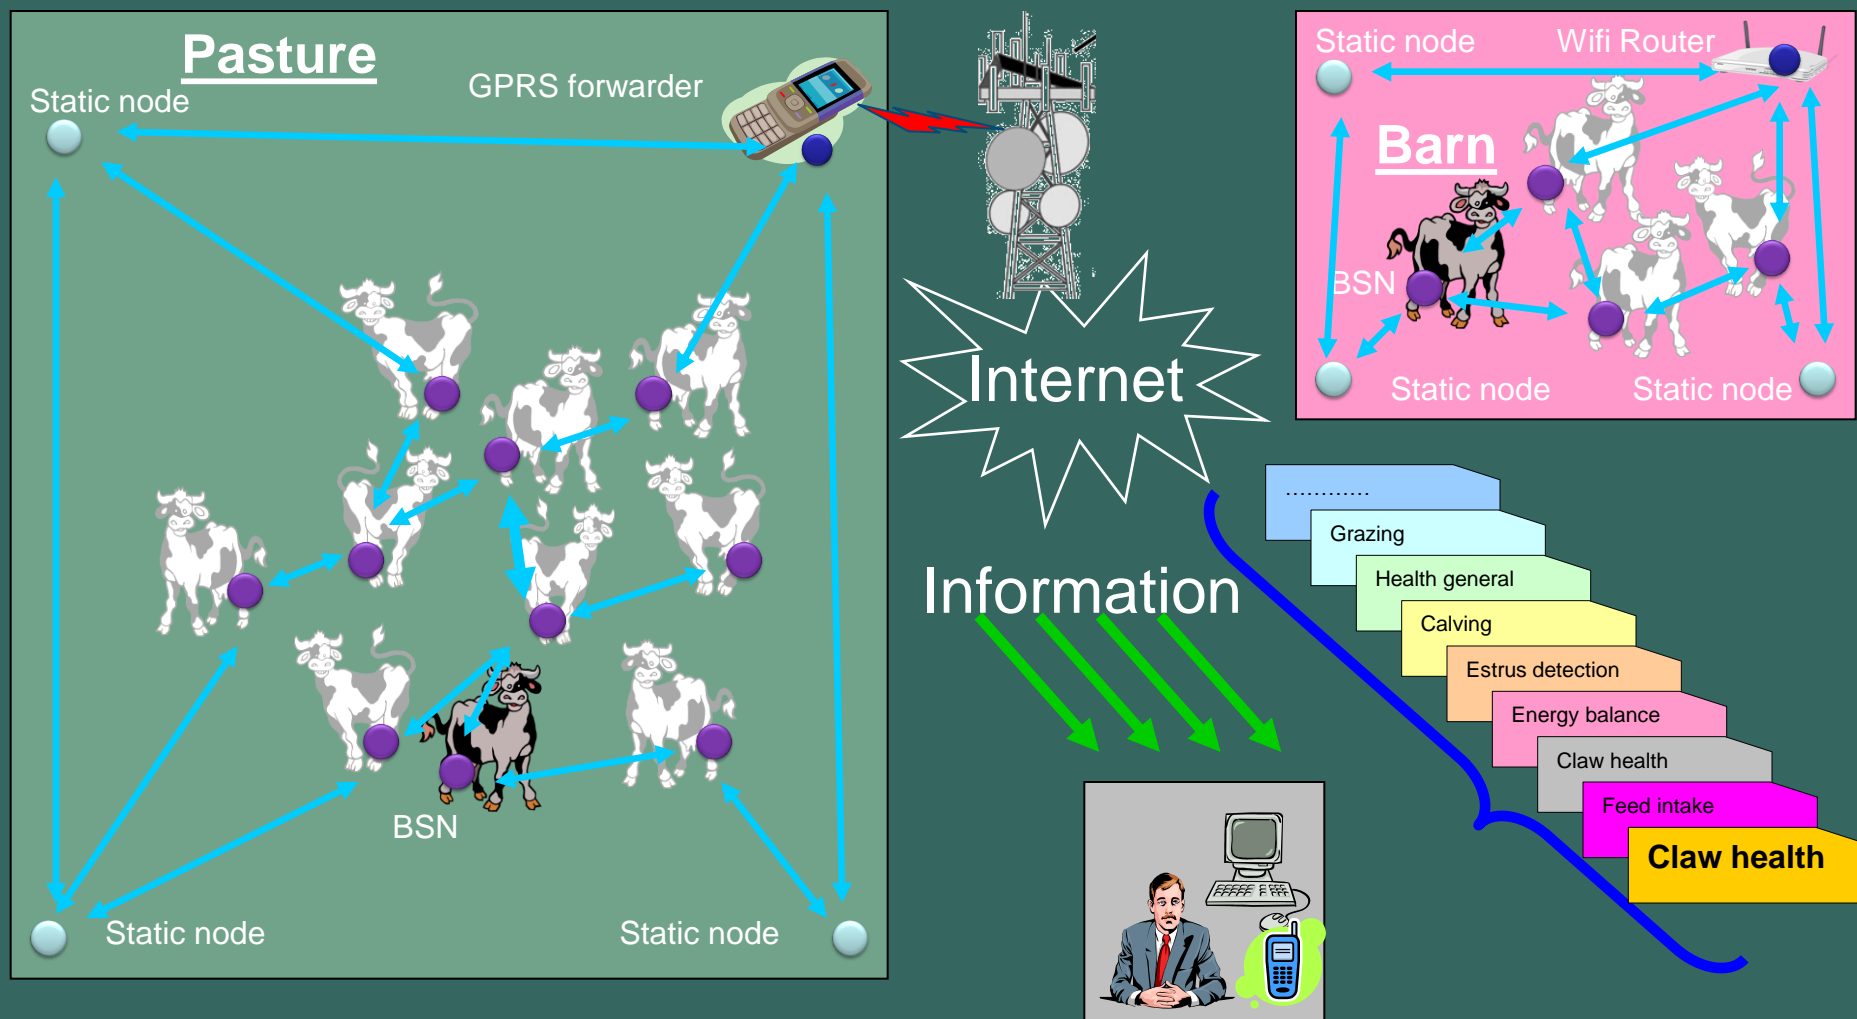 Pasture
Static node
GPRS forwarder
BSN
Static node
Static node
Internet
Information
Static node
Wifi Router
Barn
BSN
Static node
Static node
............
Grazing
Health general
Calving
Estrus detection
Energy balance
Claw health
Feed intake
Claw health